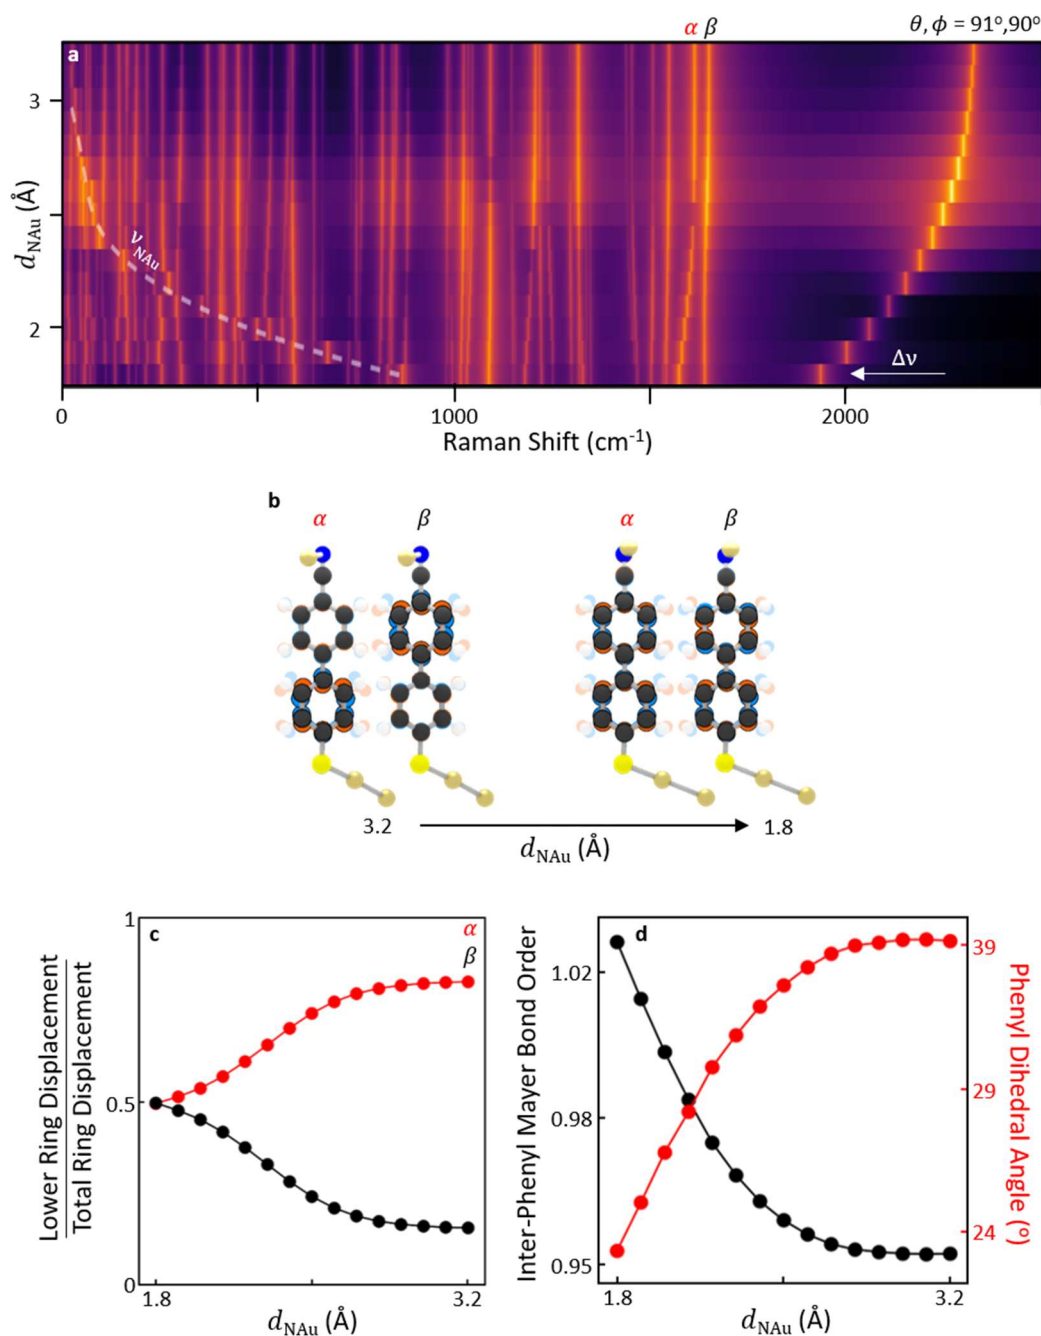 α β
θ, ϕ = 91°,90°
a
3
2
d_NAu (Å)
ν_NAu
Δν
0
1000
2000
Raman Shift (cm⁻¹)
b
α
β
α
β
3.2
1.8
d_NAu (Å)
c
α
β
1
0.5
0
Lower Ring Displacement
Total Ring Displacement
1.8
3.2
d_NAu (Å)
d
Inter-Phenyl Mayer Bond Order
1.02
0.98
0.95
39
29
24
Phenyl Dihedral Angle (°)
1.8
3.2
d_NAu (Å)